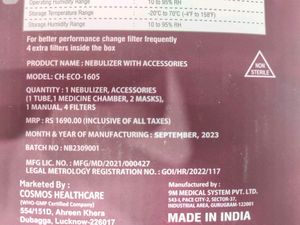 Operating Humidity Range
10 to 95% RH
Storage Temperature Range
-20°C to 70°C (-4°F to 158°F)
Storage Humidity Range
10 to 95% RH
For better performance change filter frequently
4 extra filters inside the box
PRODUCT NAME : NEBULIZER WITH ACCESSORIES
MODEL: CH-ECO-1605
NON
STERILE
QUANTITY : 1 NEBULIZER, ACCESSORIES
(1 TUBE,1 MEDICINE CHAMBER, 2 MASKS),
1 MANUAL, 4 FILTERS)
MRP : RS 1690.00 (INCLUSIVE OF ALL TAXES)
MONTH & YEAR OF MANUFACTURING : SEPTEMBER, 2023
BATCH NO : NB2309001
MFG LIC. NO. – MFG/MD/2021/000427
LEGAL METROLOGY REGISTRATION NO : GOI/HR/2022/117
Marketed By :
COSMOS HEALTHCARE
(WHO-GMP Certified Company)
554/151D, Ahreen Khera
Dubagga, Lucknow-226017
Manufactured by :
9M MEDICAL SYSTEM PVT. LTD.
543-I, PACE CITY-2, SECTOR-37,
INDUSTRIAL AREA, GURUGRAM-122001
MADE IN INDIA